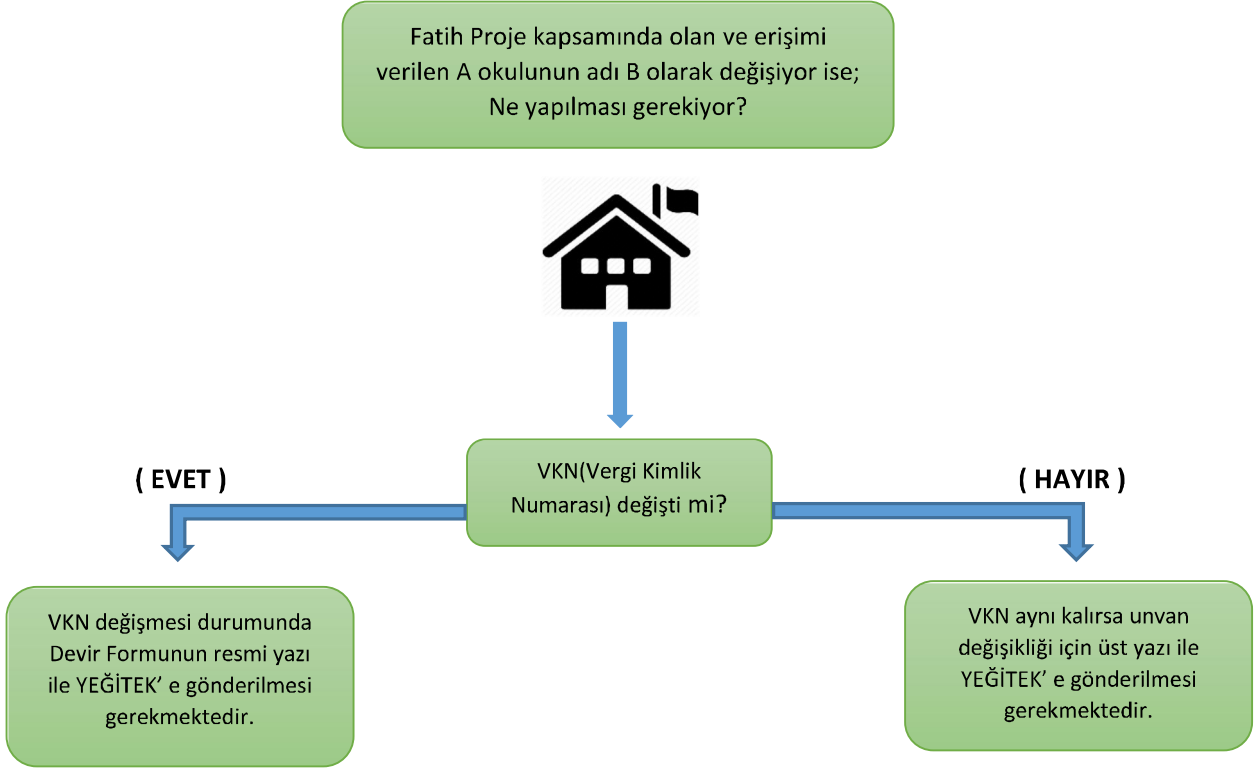 Fatih Proje kapsamında olan ve erişimi
verilen A okulunun adı B olarak değişiyor ise;
Ne yapılması gerekiyor?
VKN(Vergi Kimlik
Numarası) değişti mi?
( EVET )
( HAYIR )
VKN değişmesi durumunda
Devir Formunun resmi yazı
ile YEĞİTEK’ e gönderilmesi
gerekmektedir.
VKN aynı kalırsa unvan
değişikliği için üst yazı ile
YEĞİTEK’ e gönderilmesi
gerekmektedir.